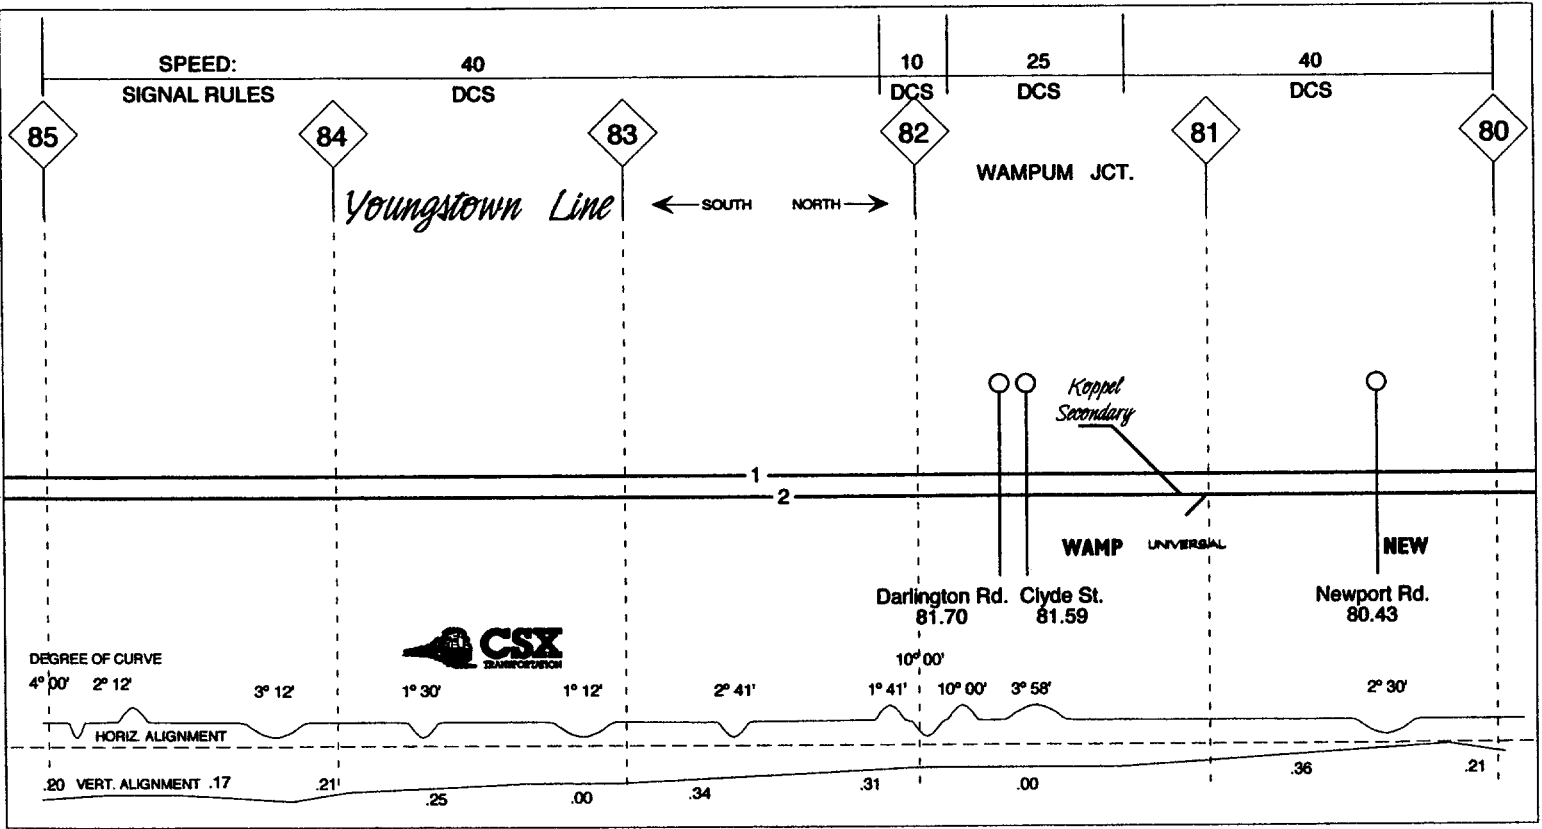 SPEED: 40 10 25 40
SIGNAL RULES DCS DCS DCS DCS
85 84 83 82 81 80
WAMPUM JCT.
Youngstown Line
SOUTH NORTH
Koppel
Secondary
1
2
WAMP UNIVERSAL NEW
Darlington Rd. Clyde St. Newport Rd.
81.70 81.59 80.43
CSX
TRANSPORTATION
DEGREE OF CURVE
10° 00'
4° 00' 2° 12' 3° 12' 1° 30' 1° 12' 2° 41' 1° 41' 10° 00' 3° 58' 2° 30'
HORIZ. ALIGNMENT
.20 VERT. ALIGNMENT .17 .21 .25 .00 .34 .31 .00 .36 .21